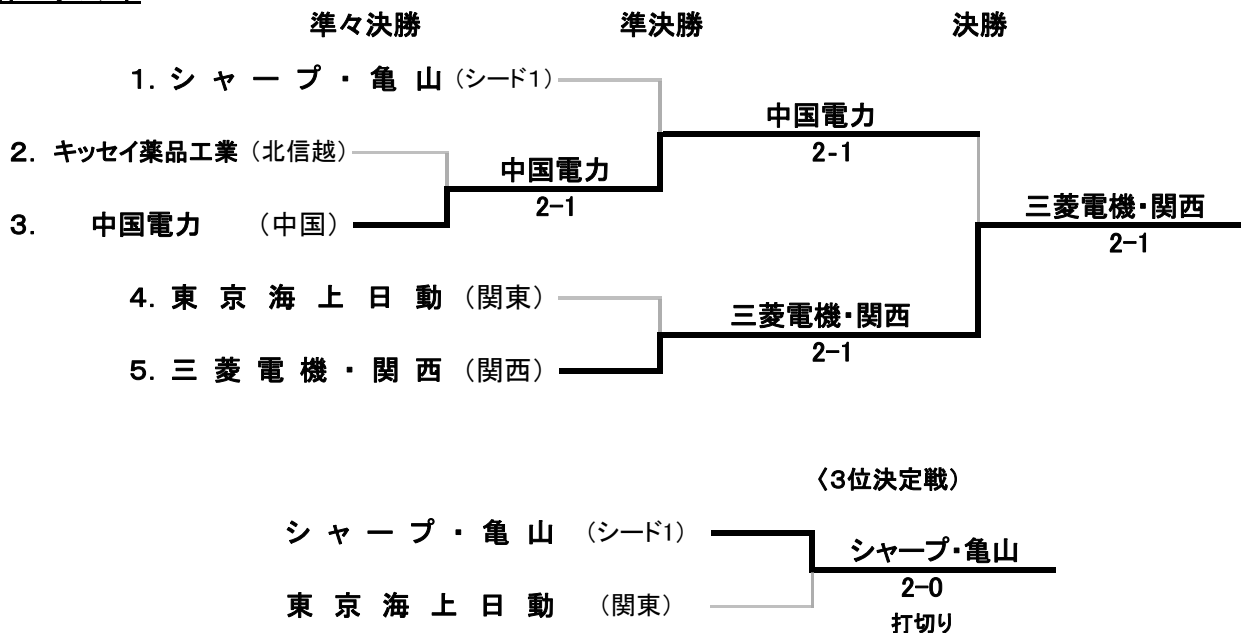 準々決勝 準決勝 決勝
1. シャープ・亀山 (シード1)
中国電力
2. キッセイ薬品工業 (北信越)
2-1
中国電力
2-1
三菱電機・関西
3. 中国電力 (中国)
2-1
4. 東京海上日動 (関東)
三菱電機・関西
2-1
5. 三菱電機・関西 (関西)
〈3位決定戦)
シャープ・亀山 (シード1)
シャープ・亀山
2-0
東京海上日動 (関東)
打切り